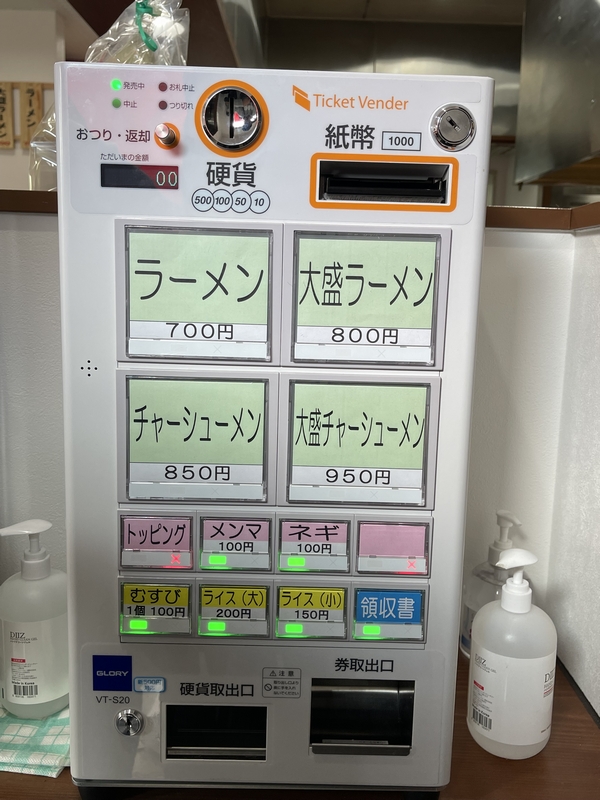 発売中
お札中止
中止
つり切れ
おつり・返却
ただいまの金額
00
硬貨
500 100 50 10
Ticket Vender
紙幣 1000
ラーメン
700円
大盛ラーメン
800円
チャーシューメン
850円
大盛チャーシューメン
950円
トッピング
メンマ
100円
ネギ
100円
むすび
1個 100円
ライス(大)
200円
ライス(小)
150円
領収書
GLORY
VT-S20
硬貨取出口
注意
券取出口
ラーメン